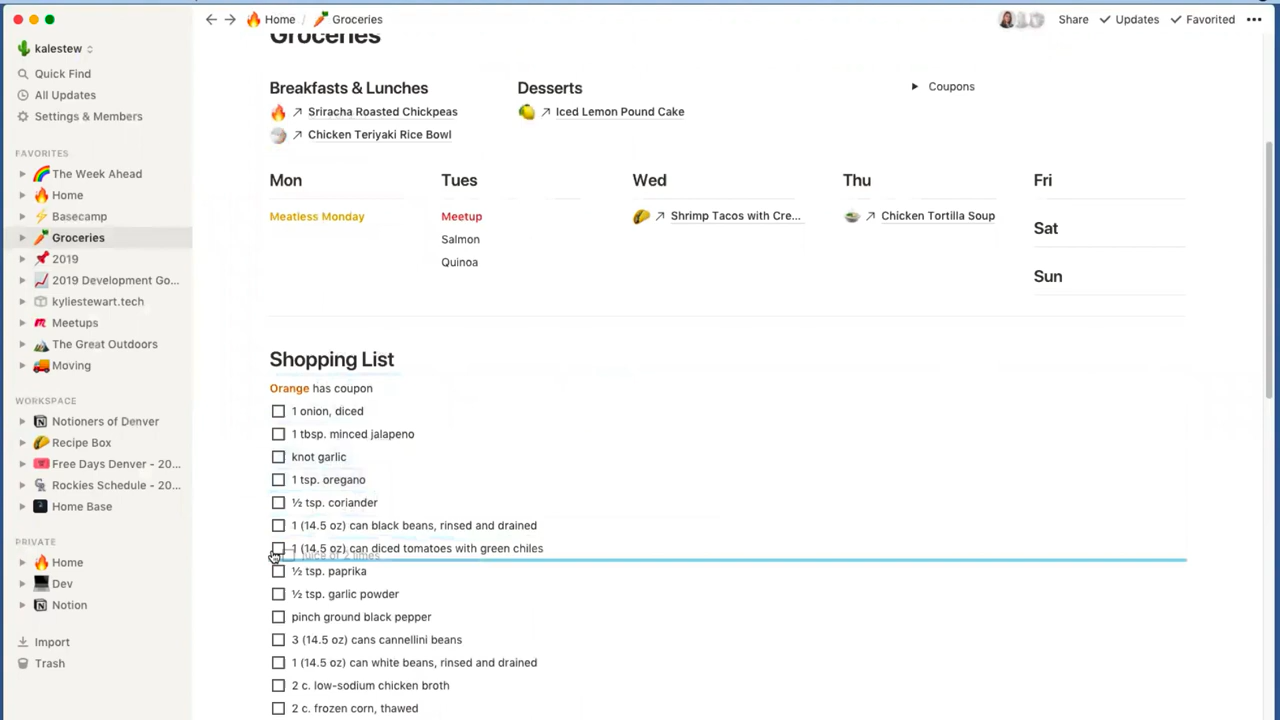 Home / Groceries
Share Updates Favorited
kalestew
Quick Find
All Updates
Settings & Members
FAVORITES
The Week Ahead
Home
Basecamp
Groceries
2019
2019 Development Go...
kyliestewart.tech
Meetups
The Great Outdoors
Moving
WORKSPACE
Notioners of Denver
Recipe Box
Free Days Denver - 20...
Rockies Schedule - 20...
Home Base
PRIVATE
Home
Dev
Notion
Import
Trash
Groceries
Breakfasts & Lunches
Sriracha Roasted Chickpeas
Chicken Teriyaki Rice Bowl
Desserts
Iced Lemon Pound Cake
Coupons
Mon
Meatless Monday
Tues
Meetup
Salmon
Quinoa
Wed
Shrimp Tacos with Cre...
Thu
Chicken Tortilla Soup
Fri
Sat
Sun
Shopping List
Orange has coupon
1 onion, diced
1 tbsp. minced jalapeno
knot garlic
1 tsp. oregano
½ tsp. coriander
1 (14.5 oz) can black beans, rinsed and drained
1 (14.5 oz) can diced tomatoes with green chiles
Juice of 2 limes
½ tsp. paprika
½ tsp. garlic powder
pinch ground black pepper
3 (14.5 oz) cans cannellini beans
1 (14.5 oz) can white beans, rinsed and drained
2 c. low-sodium chicken broth
2 c. frozen corn, thawed